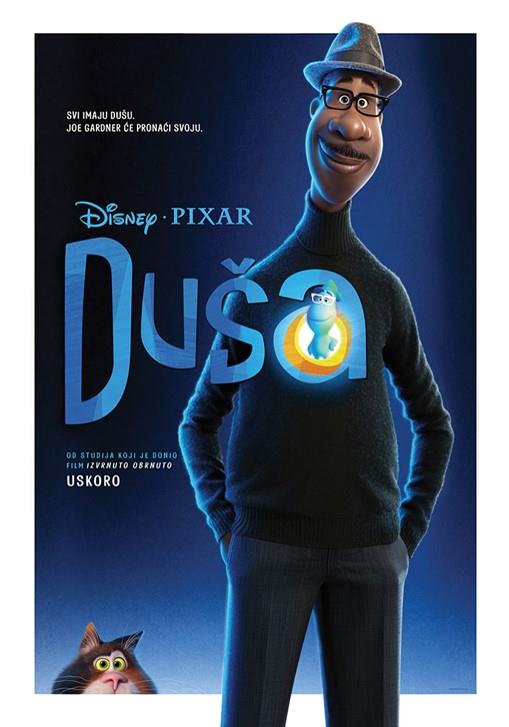 SVI IMAJU DUŠU.
JOE GARDNER ĆE PRONAĆI SVOJU.
DISNEY · PIXAR
DUŠA
OD STUDIJA KOJI JE DONIO
FILM IZVRNUTO OBRNUTO
USKORO